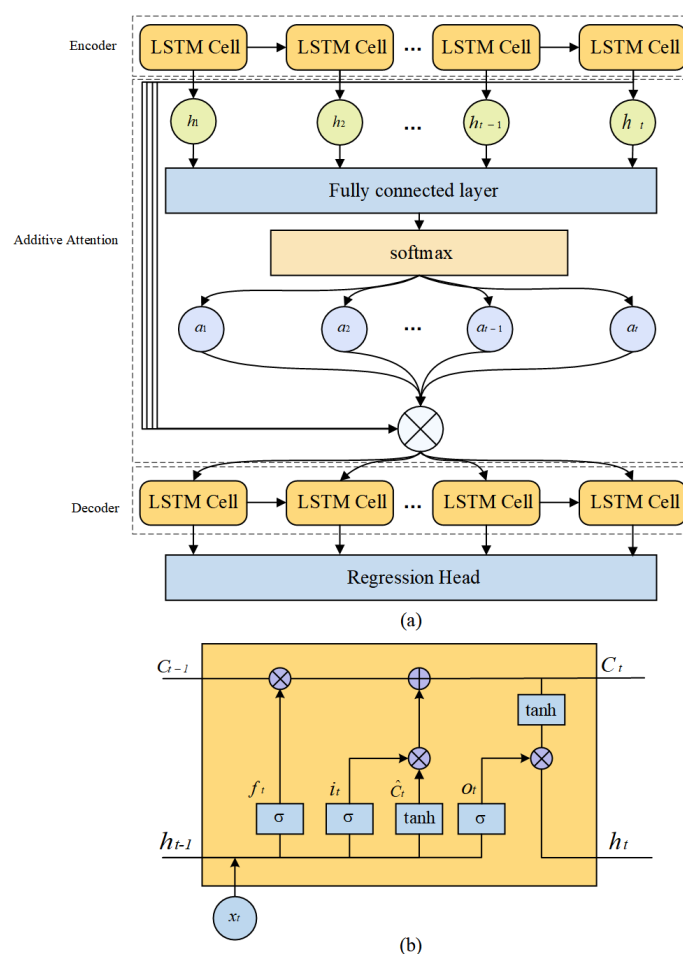 Encoder
LSTM Cell LSTM Cell ... LSTM Cell LSTM Cell
h1 h2 ... ht-1 h t
Fully connected layer
Additive Attention
softmax
a1 a2 ... at-1 at
LSTM Cell LSTM Cell ... LSTM Cell LSTM Cell
Decoder
Regression Head
(a)
Ct-1 Ct
tanh
ft it Ĉt ot
σ σ tanh σ
ht-1 ht
xt
(b)